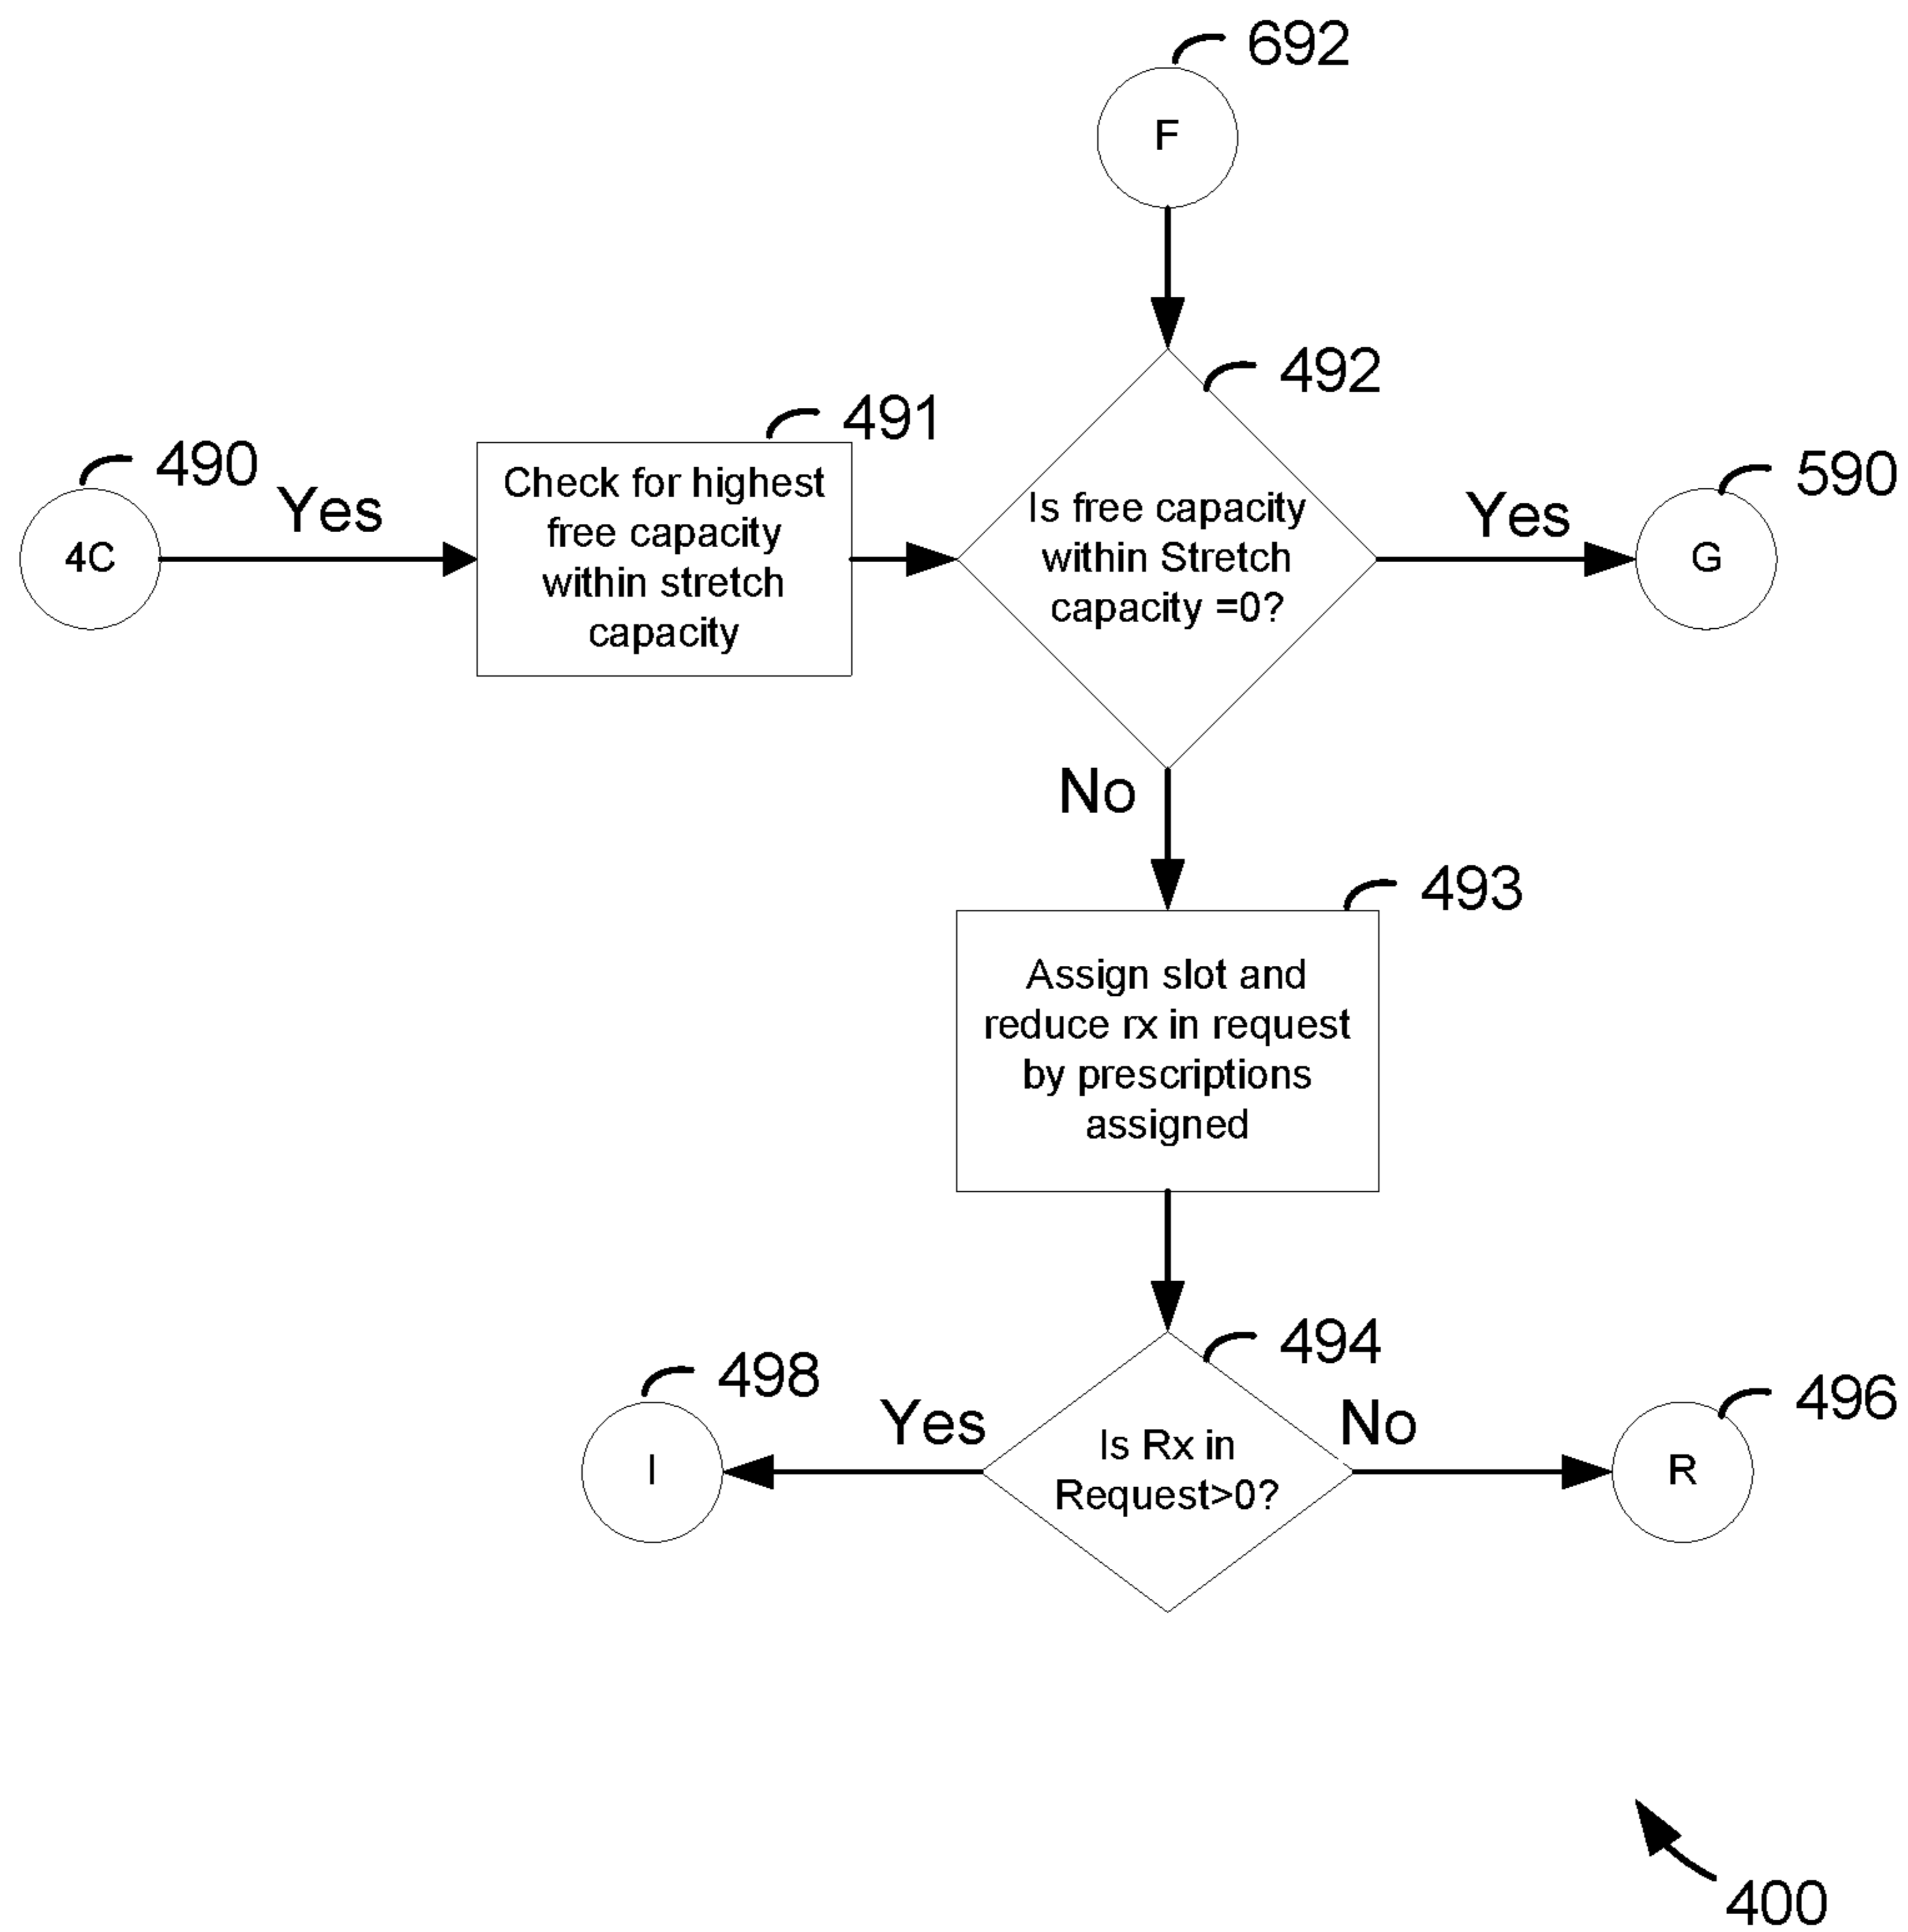 692
F
492
491
490
Yes
4C
Check for highest
free capacity
within stretch
capacity
Is free capacity
within Stretch
capacity =0?
Yes
590
G
No
493
Assign slot and
reduce rx in request
by prescriptions
assigned
494
498
Yes
I
Is Rx in
Request>0?
No
496
R
400